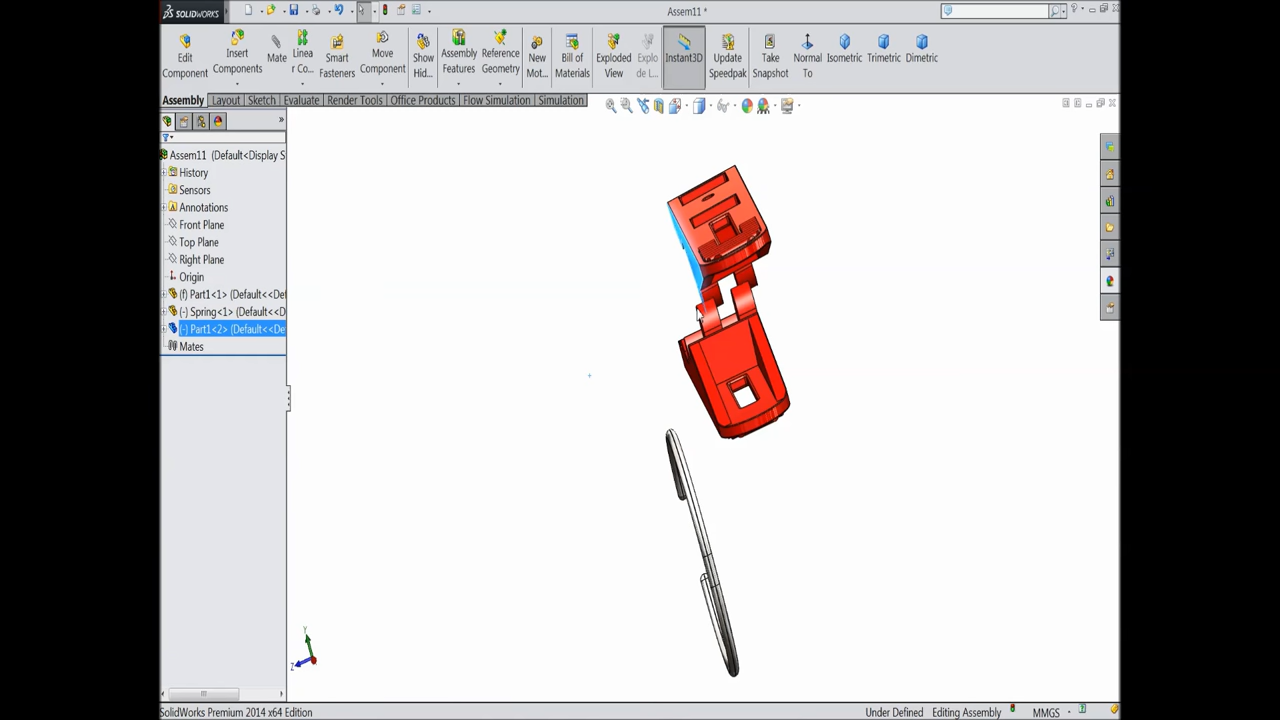 SOLIDWORKS
Assem11 *
Edit Component
Insert Components
Mate
Linea r Co...
Smart Fasteners
Move Component
Show Hid...
Assembly Features
Reference Geometry
New Mot...
Bill of Materials
Exploded View
Explo de L...
Instant3D
Update Speedpak
Take Snapshot
Normal To
Isometric
Trimetric
Dimetric
Assembly Layout Sketch Evaluate Render Tools Office Products Flow Simulation Simulation
Assem11 (Default<Display S
History
Sensors
Annotations
Front Plane
Top Plane
Right Plane
Origin
(f) Part1<1> (Default<<Def
(-) Spring<1> (Default<<D
(-) Part1<2> (Default<<De
Mates
Y
Z
SolidWorks Premium 2014 x64 Edition
Under Defined Editing Assembly MMGS